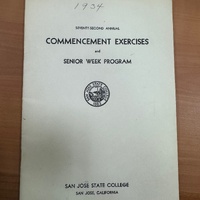 1934
SEVENTY-SECOND ANNUAL
COMMENCEMENT EXERCISES
and
SENIOR WEEK PROGRAM
SAN JOSE STATE COLLEGE
SAN JOSE, CALIFORNIA